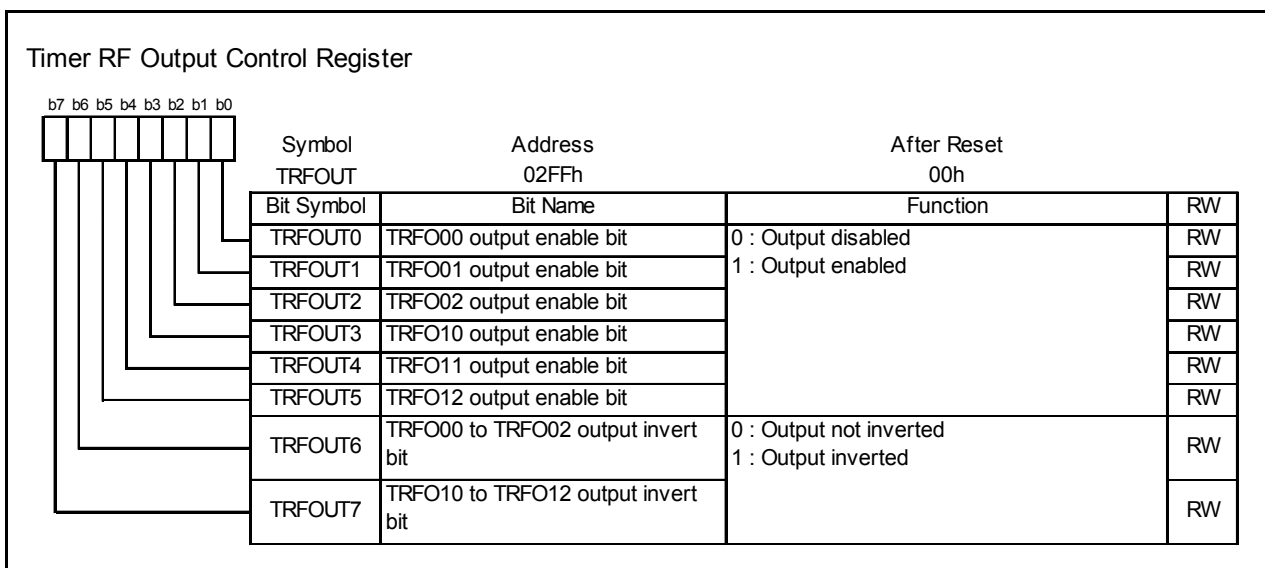 Timer RF Output Control Register
b7 b6 b5 b4 b3 b2 b1 b0
Symbol Address After Reset
TRFOUT 02FFh 00h
Bit Symbol Bit Name Function RW
TRFOUT0 TRFO00 output enable bit 0 : Output disabled RW
TRFOUT1 TRFO01 output enable bit 1 : Output enabled RW
TRFOUT2 TRFO02 output enable bit RW
TRFOUT3 TRFO10 output enable bit RW
TRFOUT4 TRFO11 output enable bit RW
TRFOUT5 TRFO12 output enable bit RW
TRFOUT6 TRFO00 to TRFO02 output invert bit 0 : Output not inverted RW
1 : Output inverted
TRFOUT7 TRFO10 to TRFO12 output invert bit RW